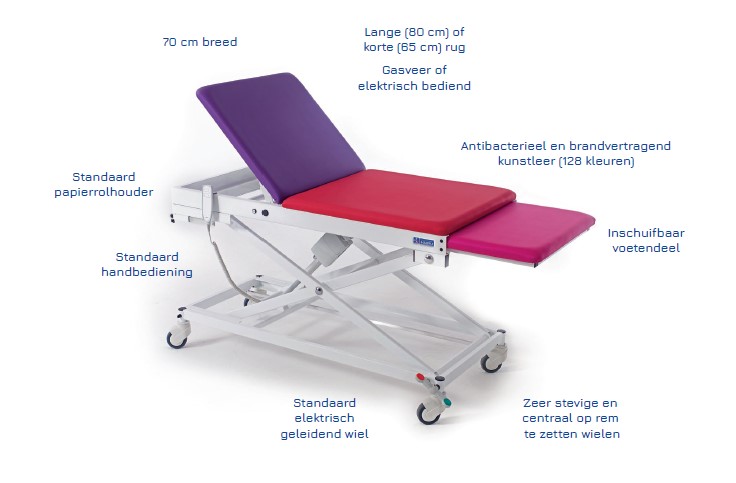 70 cm breed
Lange (80 cm) of
korte (65 cm) rug
Gasveer of
elektrisch bediend
Antibacterieel en brandvertragend
kunstleer (128 kleuren)
Standaard
papierrolhouder
Inschuifbaar
voetendeel
Standaard
handbediening
Standaard
elektrisch
geleidend wiel
Zeer stevige en
centraal op rem
te zetten wielen